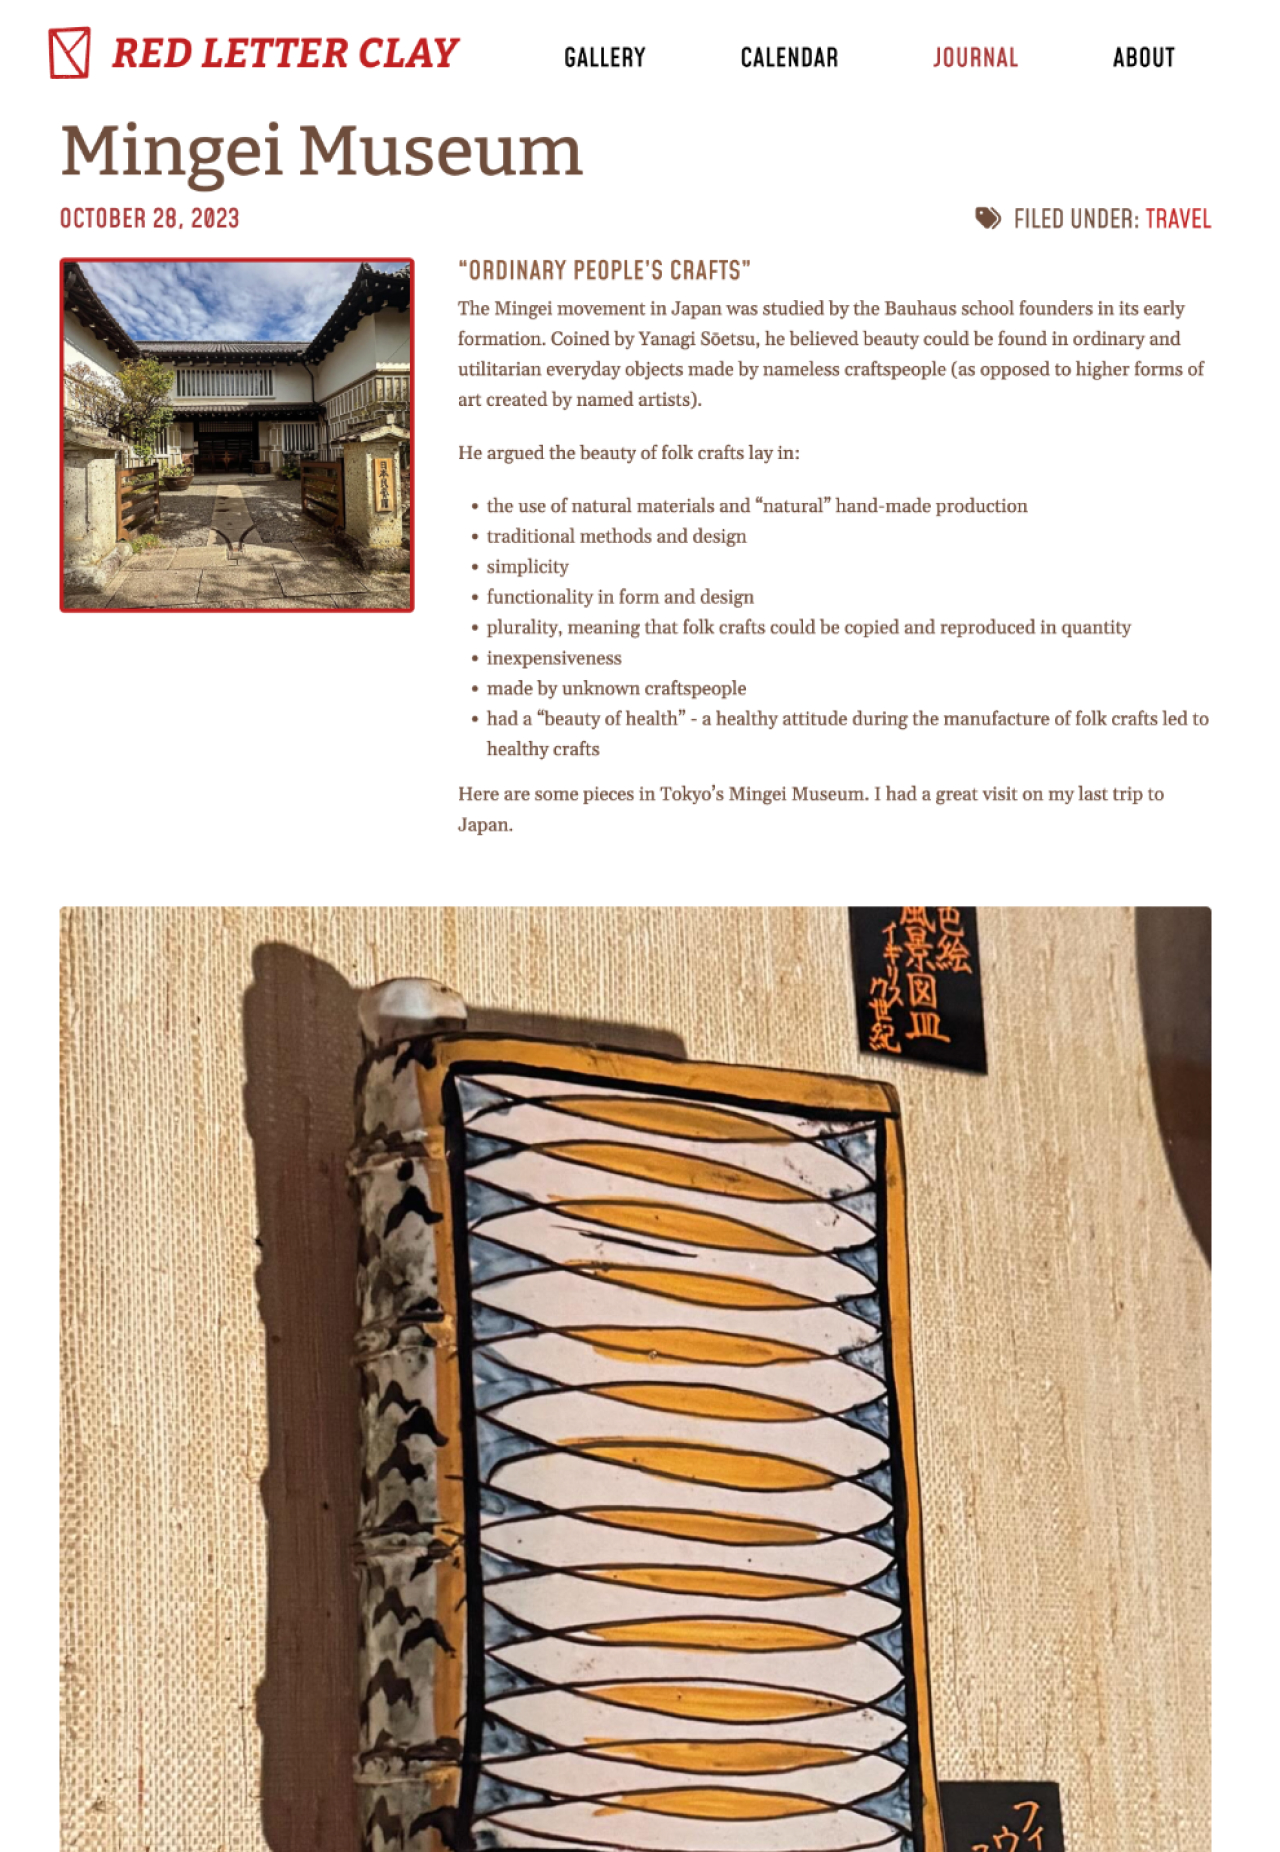 RED LETTER CLAY
GALLERY
CALENDAR
JOURNAL
ABOUT
Mingei Museum
OCTOBER 28, 2023
FILED UNDER: TRAVEL
日本民藝館
“ORDINARY PEOPLE’S CRAFTS”
The Mingei movement in Japan was studied by the Bauhaus school founders in its early
formation. Coined by Yanagi Sōetsu, he believed beauty could be found in ordinary and
utilitarian everyday objects made by nameless craftspeople (as opposed to higher forms of
art created by named artists).
He argued the beauty of folk crafts lay in:
• the use of natural materials and “natural” hand-made production
• traditional methods and design
• simplicity
• functionality in form and design
• plurality, meaning that folk crafts could be copied and reproduced in quantity
• inexpensiveness
• made by unknown craftspeople
• had a “beauty of health” - a healthy attitude during the manufacture of folk crafts led to
healthy crafts
Here are some pieces in Tokyo’s Mingei Museum. I had a great visit on my last trip to
Japan.
色絵
風景図皿
イギリス
世紀